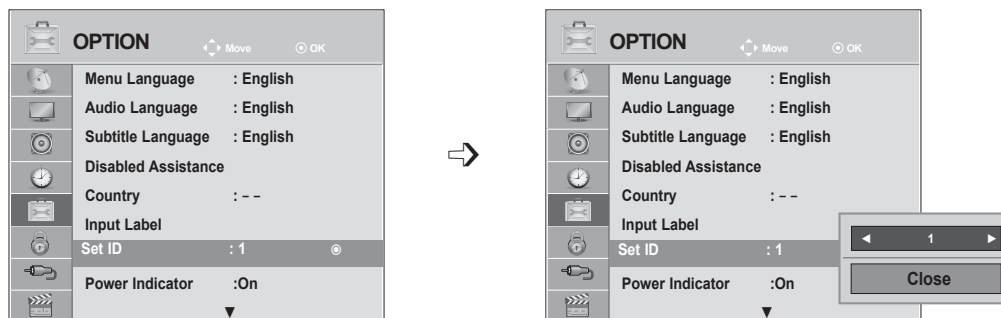 OPTION Move OK
Menu Language : English
Audio Language : English
Subtitle Language : English
Disabled Assistance
Country : – –
Input Label
Set ID : 1
Power Indicator :On
▼
OPTION Move OK
Menu Language : English
Audio Language : English
Subtitle Language : English
Disabled Assistance
Country : – –
Input Label
Set ID : 1
◄ 1 ►
Close
Power Indicator :On
▼